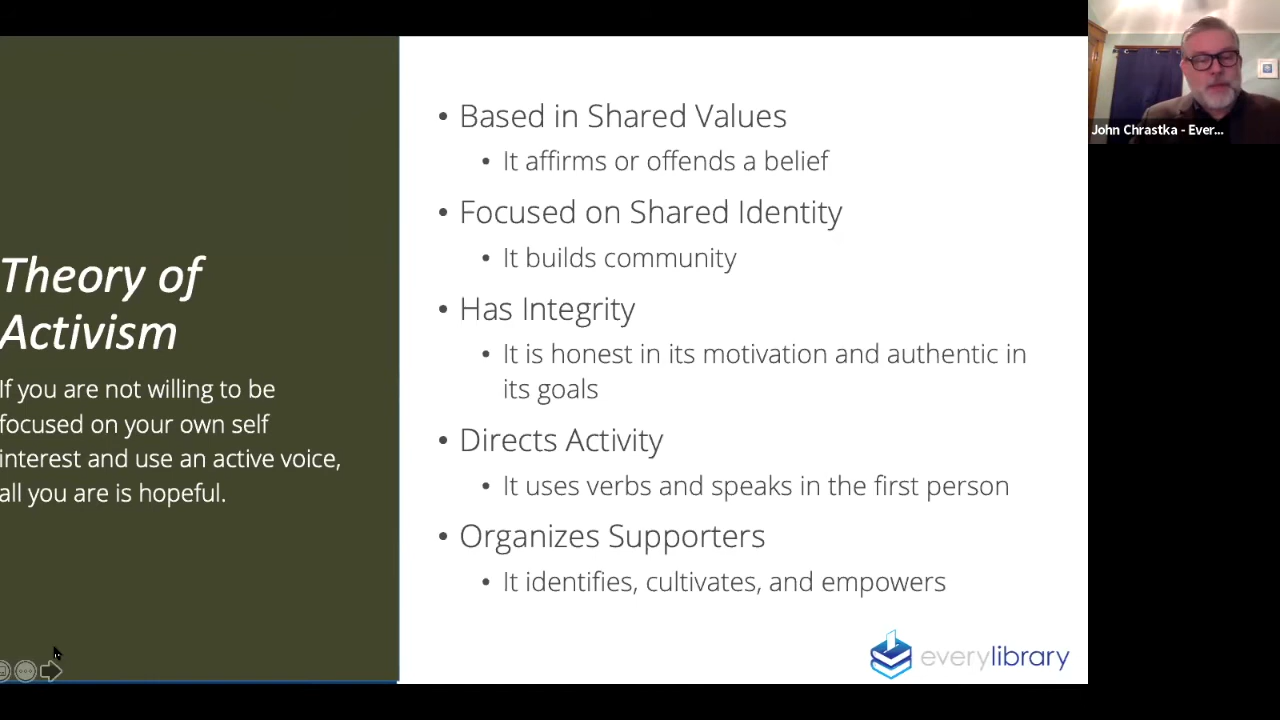 Theory of
Activism
If you are not willing to be
focused on your own self
interest and use an active voice,
all you are is hopeful.
• Based in Shared Values
• It affirms or offends a belief
• Focused on Shared Identity
• It builds community
• Has Integrity
• It is honest in its motivation and authentic in
its goals
• Directs Activity
• It uses verbs and speaks in the first person
• Organizes Supporters
• It identifies, cultivates, and empowers
everylibrary
John Chrastka - Ever...